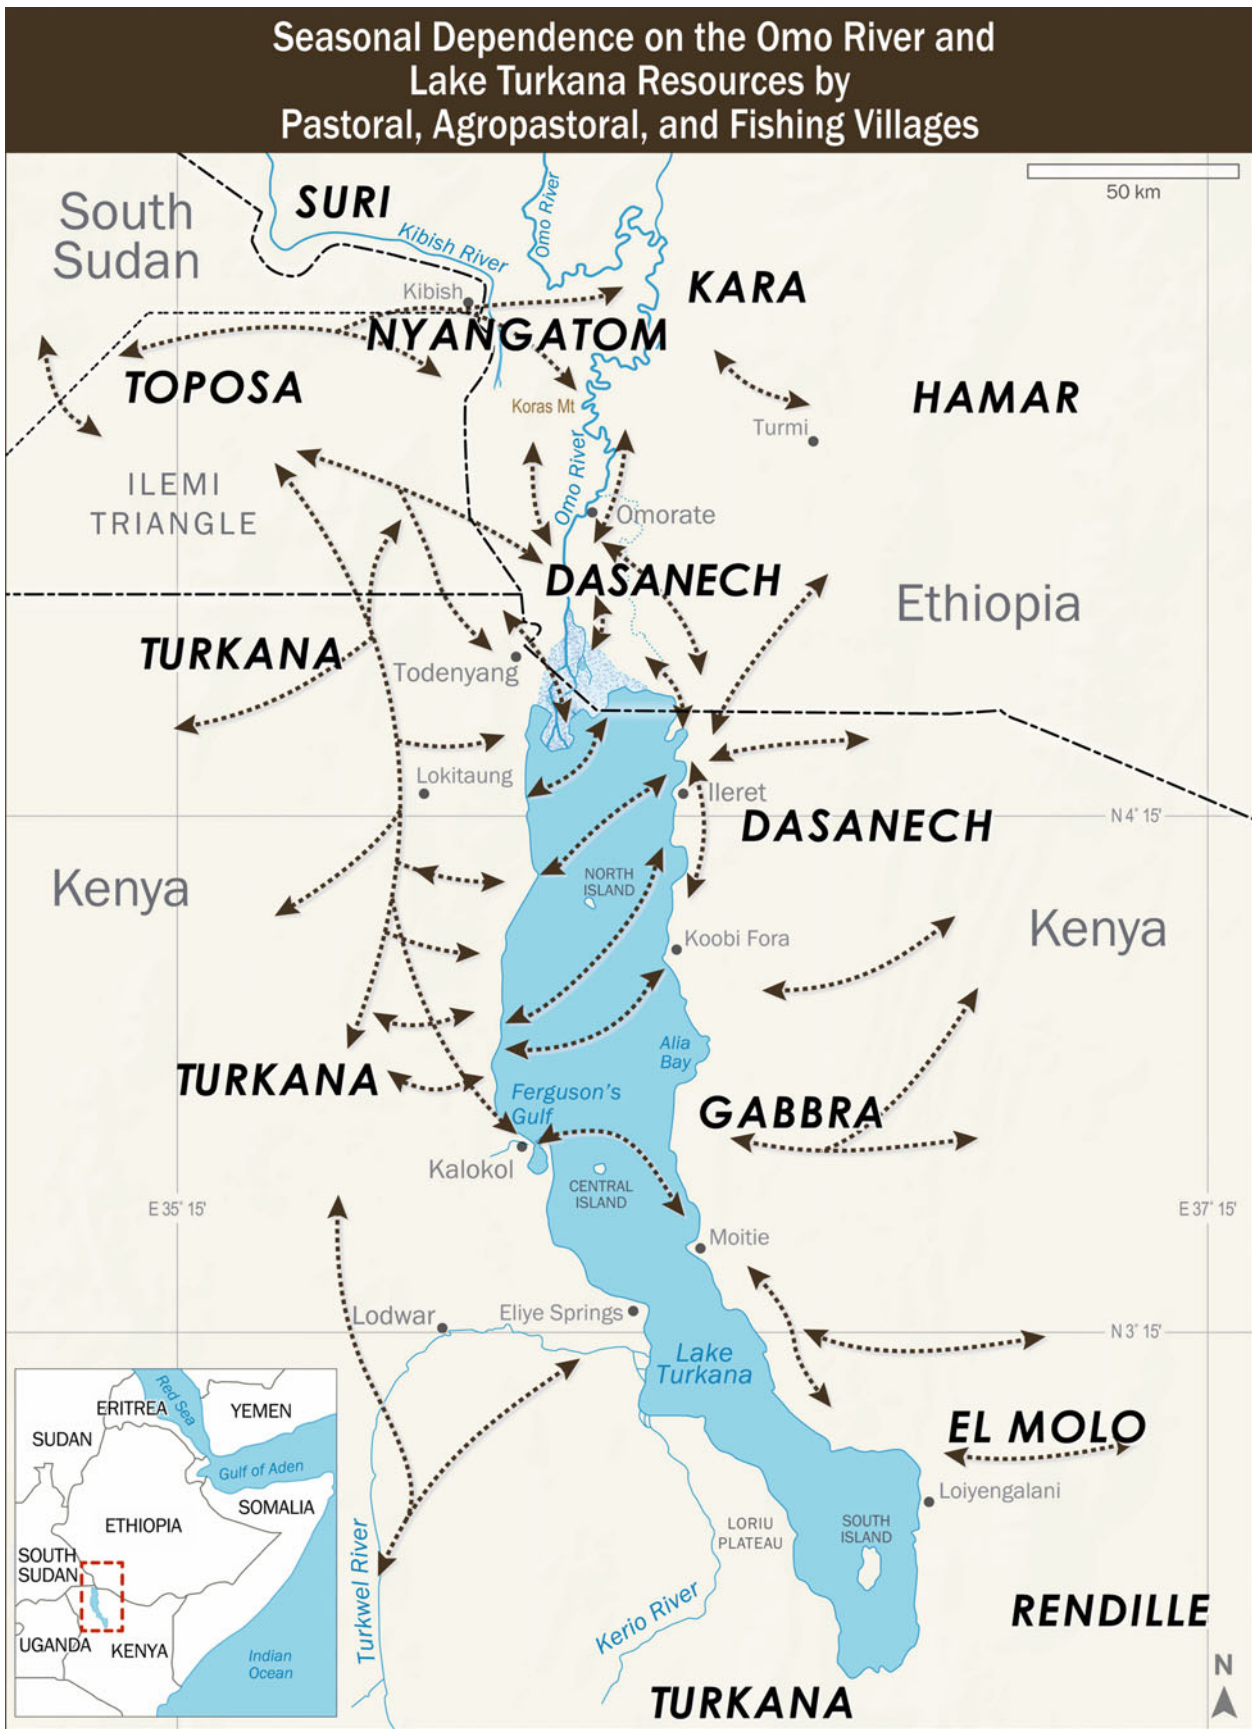 Seasonal Dependence on the Omo River and
Lake Turkana Resources by
Pastoral, Agropastoral, and Fishing Villages
South
Sudan
SURI
Kibish River
Omo River
50 km
KARA
Kibish
NYANGATOM
TOPOSA
HAMAR
Koras Mt
Turmi
ILEMI
TRIANGLE
Omo River
Omorate
DASANECH
Ethiopia
TURKANA
Todenyang
Lokitaung
Ileret
DASANECH
N 4° 15'
Kenya
NORTH
ISLAND
Kenya
Koobi Fora
Alia
Bay
TURKANA
Ferguson's
Gulf
GABBRA
Kalokol
CENTRAL
ISLAND
E 35° 15'
E 37° 15'
Moitie
Lodwar
Eliye Springs
N 3° 15'
Lake
Turkana
EL MOLO
Loiyengalani
LORIU
PLATEAU
SOUTH
ISLAND
Turkwel River
Kerio River
RENDILLE
TURKANA
N
ERITREA
Red Sea
YEMEN
SUDAN
Gulf of Aden
SOMALIA
ETHIOPIA
SOUTH
SUDAN
UGANDA
KENYA
Indian
Ocean